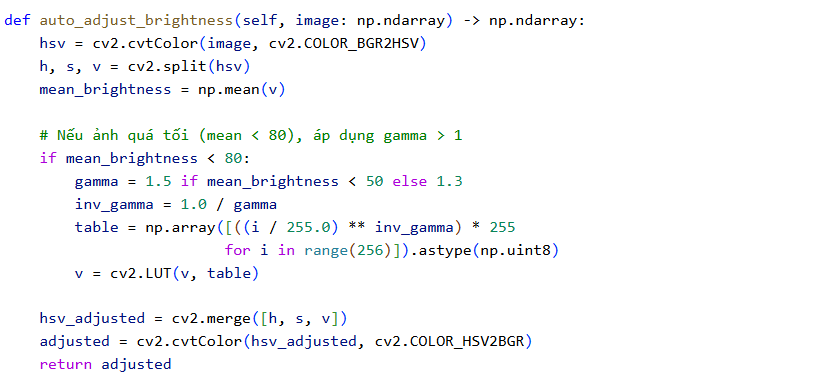 def auto_adjust_brightness(self, image: np.ndarray) -> np.ndarray:
    hsv = cv2.cvtColor(image, cv2.COLOR_BGR2HSV)
    h, s, v = cv2.split(hsv)
    mean_brightness = np.mean(v)

    # Nếu ảnh quá tối (mean < 80), áp dụng gamma > 1
    if mean_brightness < 80:
        gamma = 1.5 if mean_brightness < 50 else 1.3
        inv_gamma = 1.0 / gamma
        table = np.array([((i / 255.0) ** inv_gamma) * 255
                         for i in range(256)]).astype(np.uint8)
        v = cv2.LUT(v, table)

    hsv_adjusted = cv2.merge([h, s, v])
    adjusted = cv2.cvtColor(hsv_adjusted, cv2.COLOR_HSV2BGR)
    return adjusted